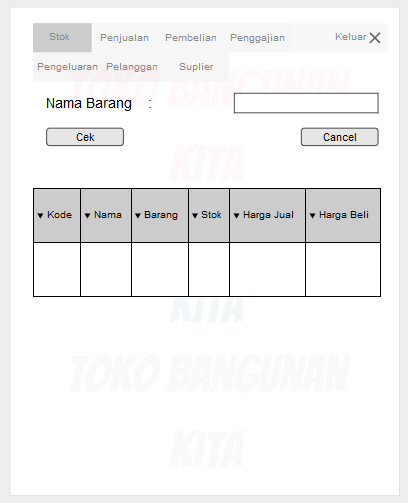 Stok Penjualan Pembelian Penggajian Keluar
Pengeluaran Pelanggan Suplier
TOKO BANGUNAN
Nama Barang :
Cek Cancel
KITA
Kode Nama Barang Stok Harga Jual Harga Beli
KITA
TOKO BANGUNAN
KITA